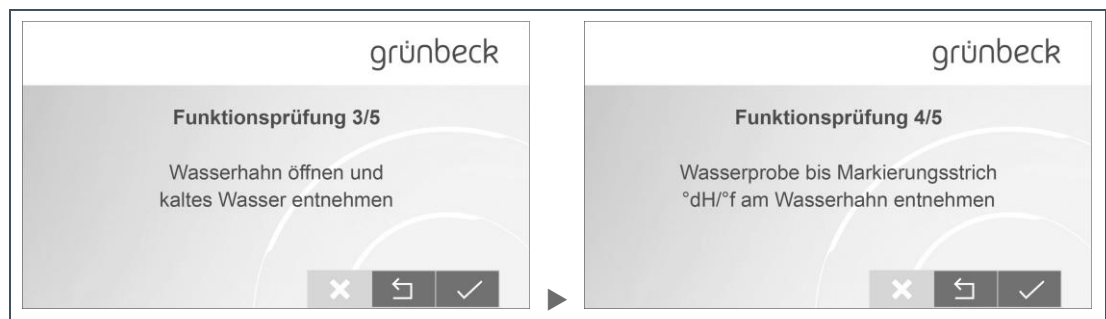 grünbeck
Funktionsprüfung 3/5
Wasserhahn öffnen und
kaltes Wasser entnehmen
grünbeck
Funktionsprüfung 4/5
Wasserprobe bis Markierungsstrich
°dH/°f am Wasserhahn entnehmen